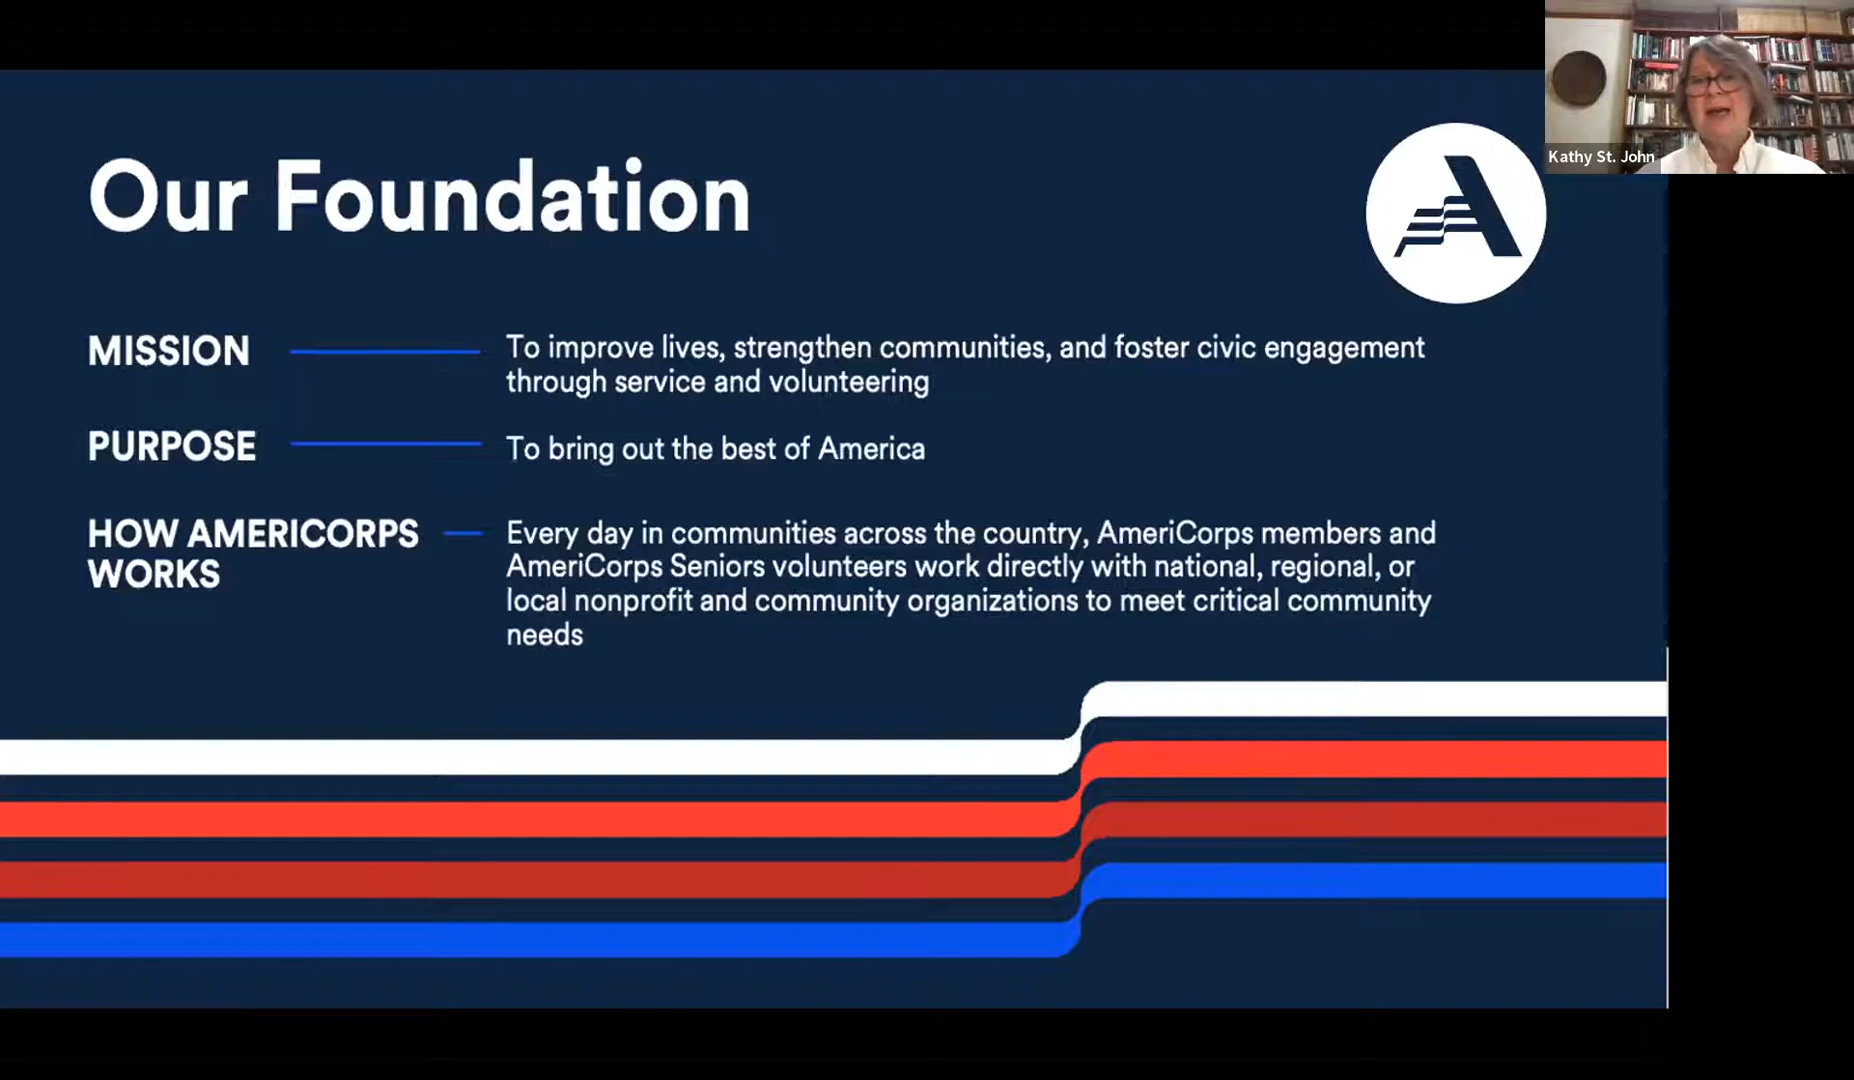 Our Foundation
Kathy St. John
MISSION
To improve lives, strengthen communities, and foster civic engagement
through service and volunteering
PURPOSE
To bring out the best of America
HOW AMERICORPS
WORKS
Every day in communities across the country, AmeriCorps members and
AmeriCorps Seniors volunteers work directly with national, regional, or
local nonprofit and community organizations to meet critical community
needs